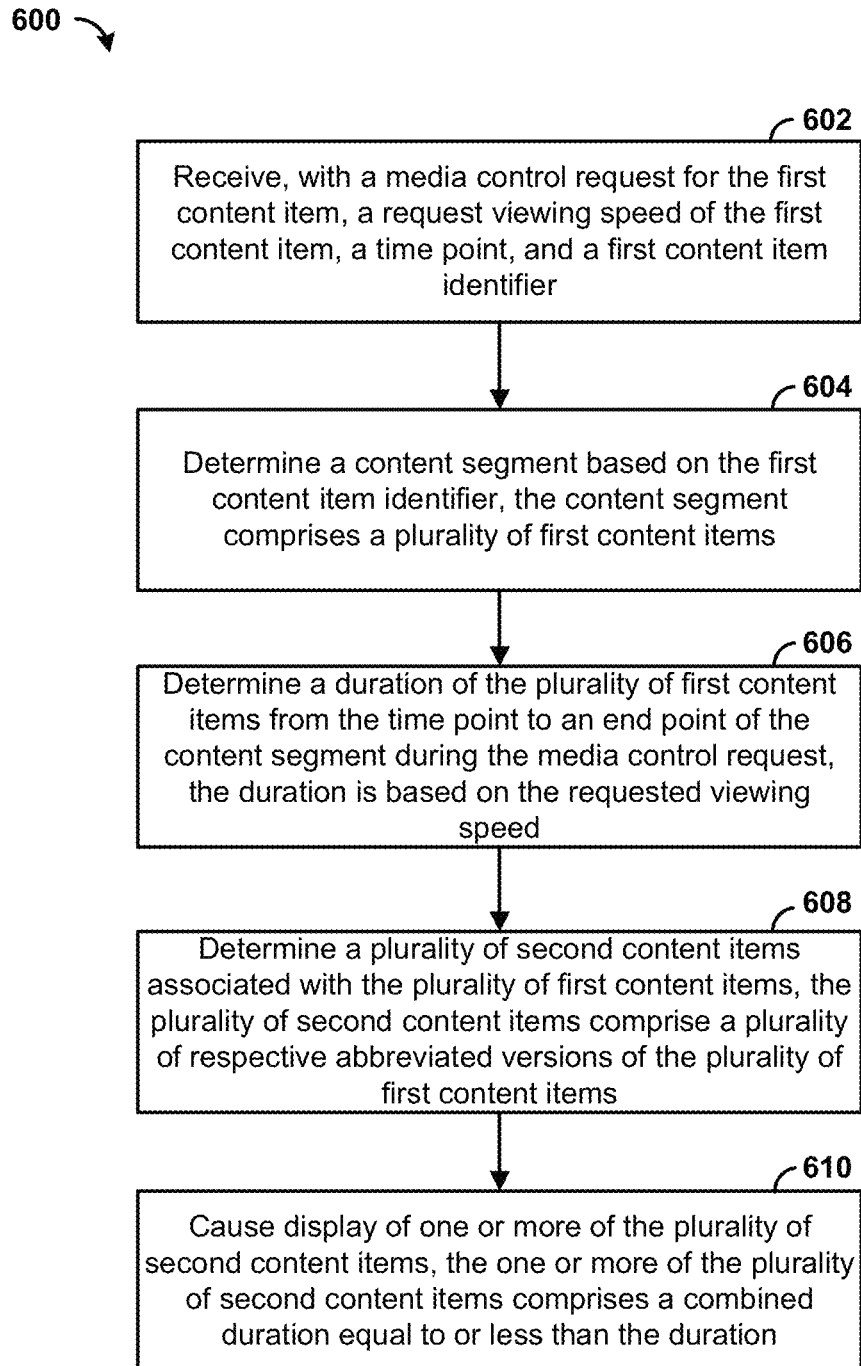 600
602
Receive, with a media control request for the first
content item, a request viewing speed of the first
content item, a time point, and a first content item
identifier
604
Determine a content segment based on the first
content item identifier, the content segment
comprises a plurality of first content items
606
Determine a duration of the plurality of first content
items from the time point to an end point of the
content segment during the media control request,
the duration is based on the requested viewing
speed
608
Determine a plurality of second content items
associated with the plurality of first content items, the
plurality of second content items comprise a plurality
of respective abbreviated versions of the plurality of
first content items
610
Cause display of one or more of the plurality of
second content items, the one or more of the plurality
of second content items comprises a combined
duration equal to or less than the duration